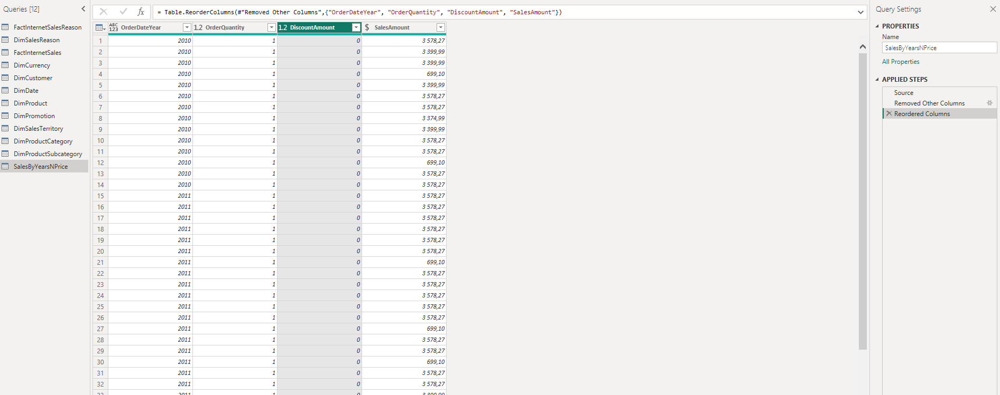 Queries [12]
FactInternetSalesReason
DimSalesReason
FactInternetSales
DimCurrency
DimCustomer
DimDate
DimProduct
DimPromotion
DimSalesTerritory
DimProductCategory
DimProductSubcategory
SalesByYearsNPrice
fx
= Table.ReorderColumns(#"Removed Other Columns",{"OrderDateYear", "OrderQuantity", "DiscountAmount", "SalesAmount"})
ABC 123 OrderDateYear 1.2 OrderQuantity 1.2 DiscountAmount $ SalesAmount
1 2010 1 0 3 578,27
2 2010 1 0 3 399,99
3 2010 1 0 3 399,99
4 2010 1 0 699,10
5 2010 1 0 3 399,99
6 2010 1 0 3 578,27
7 2010 1 0 3 578,27
8 2010 1 0 3 374,99
9 2010 1 0 3 399,99
10 2010 1 0 3 578,27
11 2010 1 0 3 578,27
12 2010 1 0 699,10
13 2010 1 0 3 578,27
14 2010 1 0 3 578,27
15 2011 1 0 3 578,27
16 2011 1 0 3 578,27
17 2011 1 0 3 578,27
18 2011 1 0 3 578,27
19 2011 1 0 3 578,27
20 2011 1 0 3 578,27
21 2011 1 0 699,10
22 2011 1 0 3 578,27
23 2011 1 0 3 578,27
24 2011 1 0 3 578,27
25 2011 1 0 3 578,27
26 2011 1 0 3 578,27
27 2011 1 0 699,10
28 2011 1 0 3 578,27
29 2011 1 0 3 578,27
30 2011 1 0 699,10
31 2011 1 0 3 578,27
32 2011 1 0 3 578,27
33 2011 1 0 3 399,99
Query Settings
PROPERTIES
Name
SalesByYearsNPrice
All Properties
APPLIED STEPS
Source
Removed Other Columns
Reordered Columns